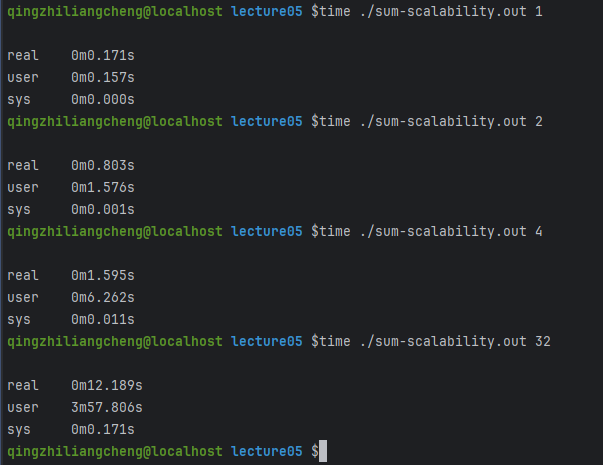 qingzhiliangcheng@localhost lecture05 $time ./sum-scalability.out 1
real 0m0.171s
user 0m0.157s
sys 0m0.000s
qingzhiliangcheng@localhost lecture05 $time ./sum-scalability.out 2
real 0m0.803s
user 0m1.576s
sys 0m0.001s
qingzhiliangcheng@localhost lecture05 $time ./sum-scalability.out 4
real 0m1.595s
user 0m6.262s
sys 0m0.011s
qingzhiliangcheng@localhost lecture05 $time ./sum-scalability.out 32
real 0m12.189s
user 3m57.806s
sys 0m0.171s
qingzhiliangcheng@localhost lecture05 $